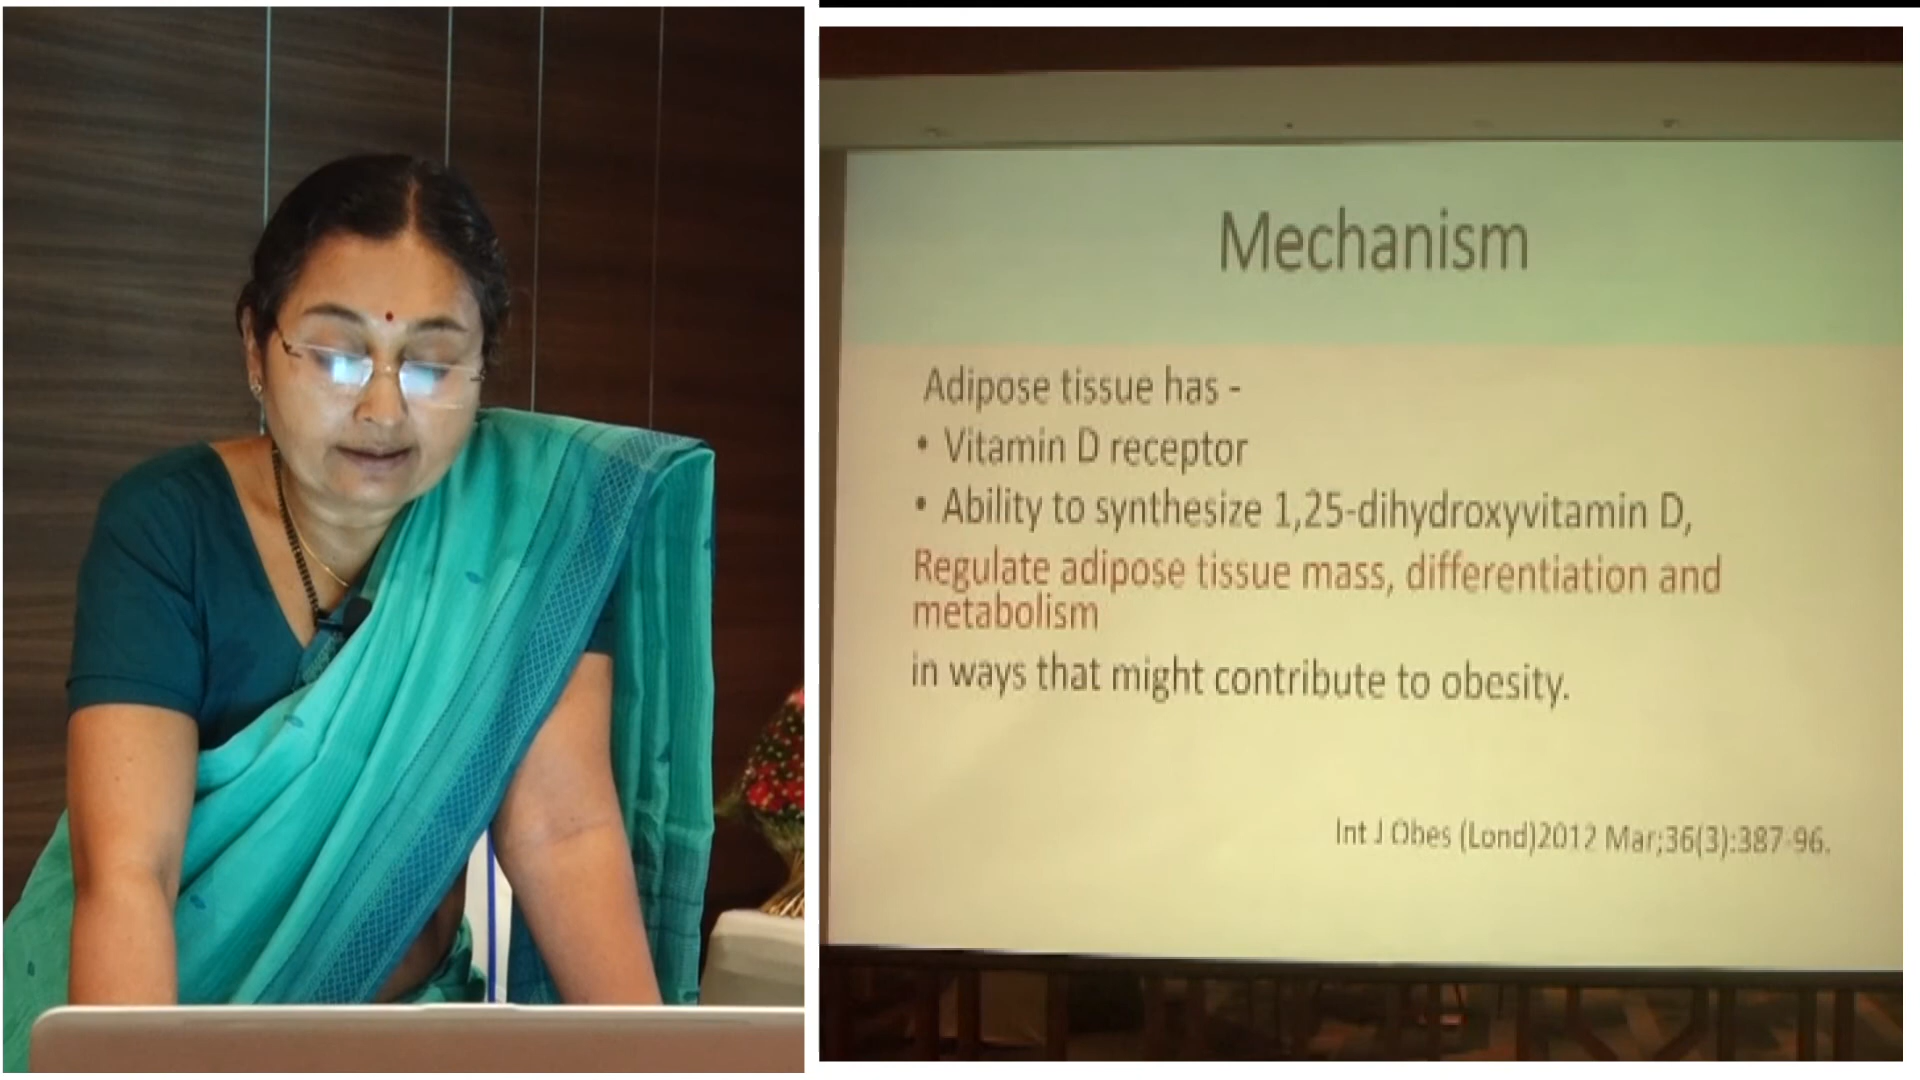 Mechanism
Adipose tissue has -
• Vitamin D receptor
• Ability to synthesize 1,25-dihydroxyvitamin D,
Regulate adipose tissue mass, differentiation and
metabolism
in ways that might contribute to obesity.
Int J Obes (Lond)2012 Mar;36(3):387-96.